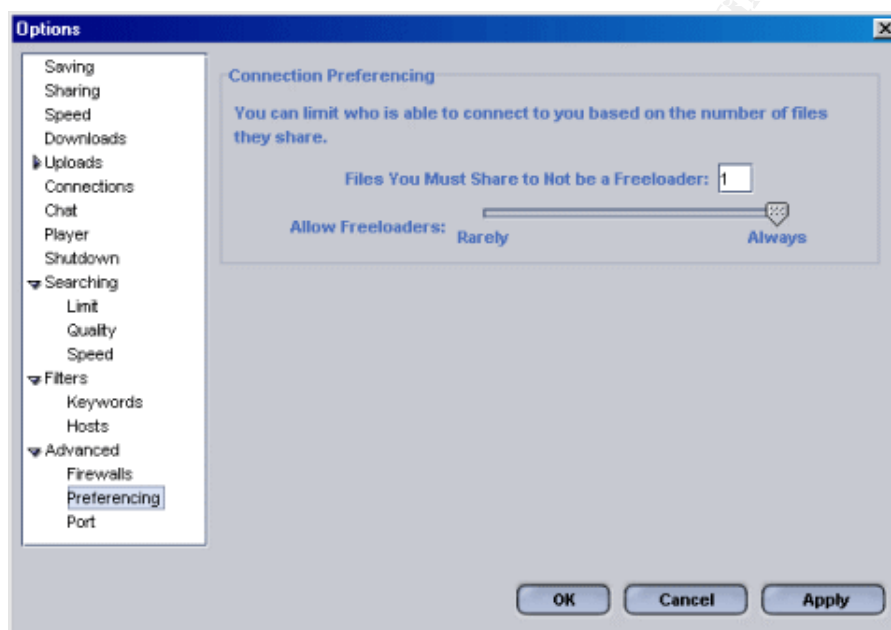 Options
Saving
Sharing
Speed
Downloads
Uploads
Connections
Chat
Player
Shutdown
Searching
Limit
Quality
Speed
Filters
Keywords
Hosts
Advanced
Firewalls
Preferencing
Port
Connection Preferencing
You can limit who is able to connect to you based on the number of files
they share.
Files You Must Share to Not be a Freeloader: 1
Allow Freeloaders:
Rarely Always
OK Cancel Apply